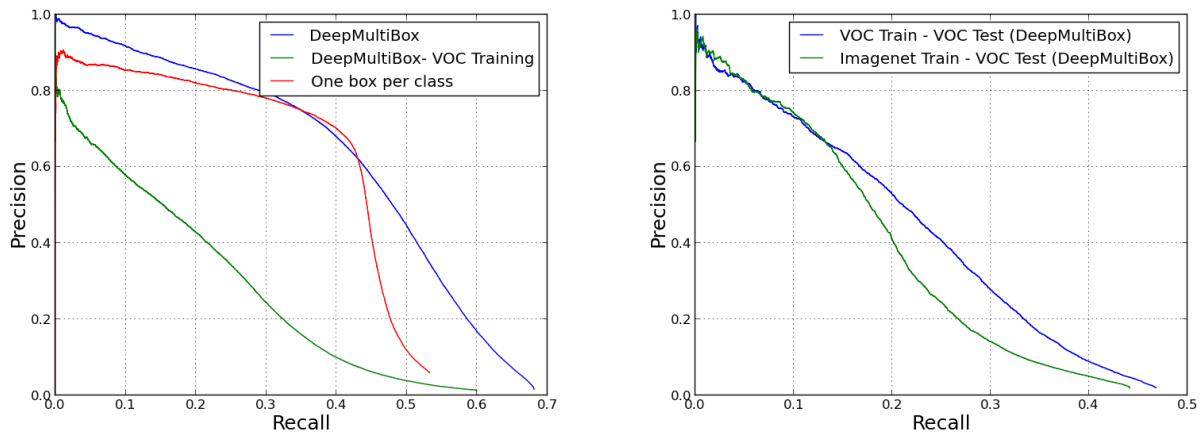 1.0
0.8
0.6
0.4
0.2
0.0
Precision
DeepMultiBox
DeepMultiBox- VOC Training
One box per class
0.0 0.1 0.2 0.3 0.4 0.5 0.6 0.7
Recall
1.0
0.8
0.6
0.4
0.2
0.0
Precision
VOC Train - VOC Test (DeepMultiBox)
Imagenet Train - VOC Test (DeepMultiBox)
0.0 0.1 0.2 0.3 0.4 0.5
Recall